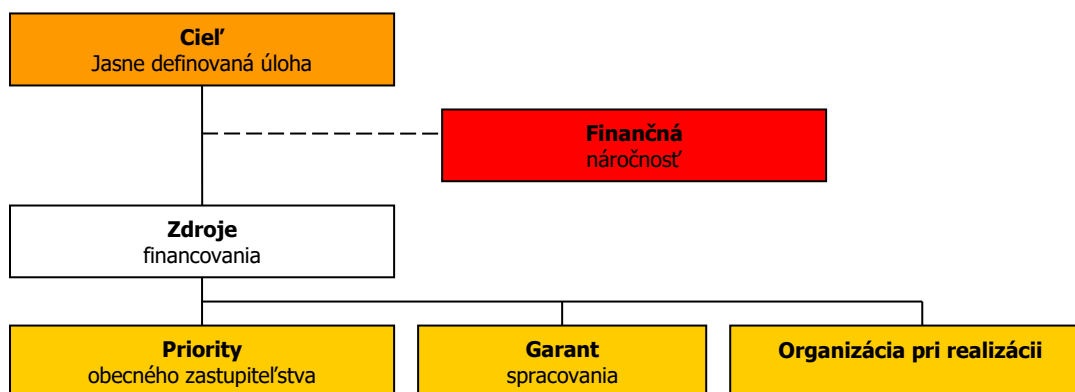 Cieľ
Jasne definovaná úloha
Finančná
náročnosť
Zdroje
financovania
Priority
obecného zastupiteľstva
Garant
spracovania
Organizácia pri realizácii